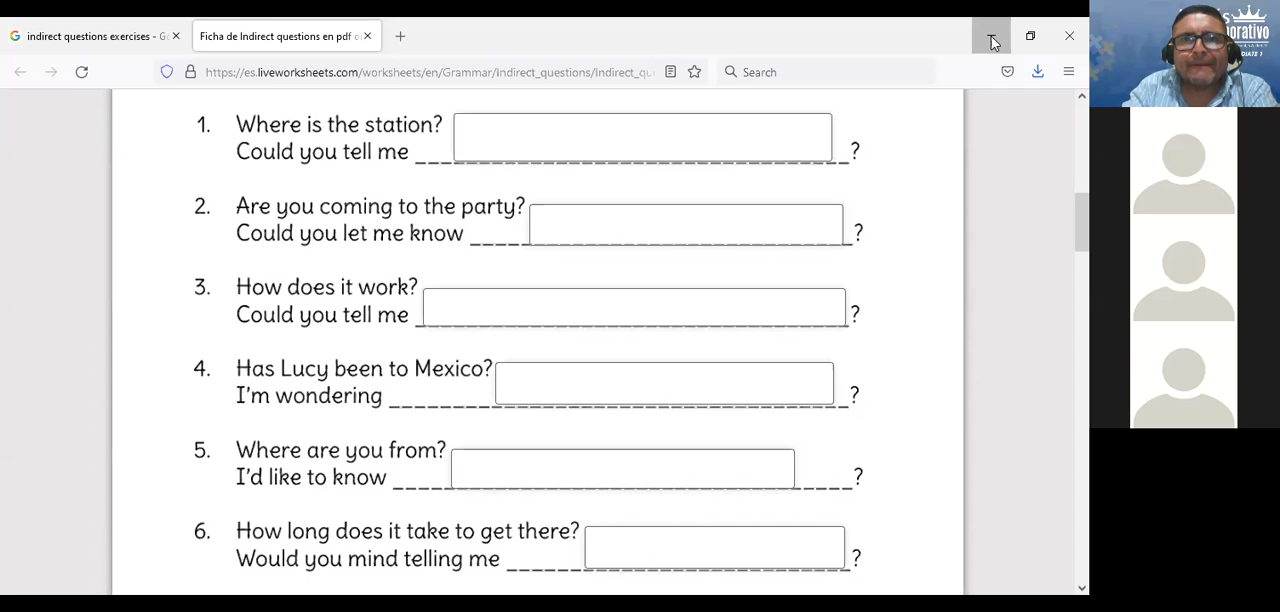 indirect questions exercises - G
Ficha de Indirect questions en pdf o
https://es.liveworksheets.com/worksheets/en/Grammar/Indirect_questions/Indirect_qu
Search
orativo
1. Where is the station?
Could you tell me ?
2. Are you coming to the party?
Could you let me know ?
3. How does it work?
Could you tell me ?
4. Has Lucy been to Mexico?
I'm wondering ?
5. Where are you from?
I'd like to know ?
6. How long does it take to get there?
Would you mind telling me ?